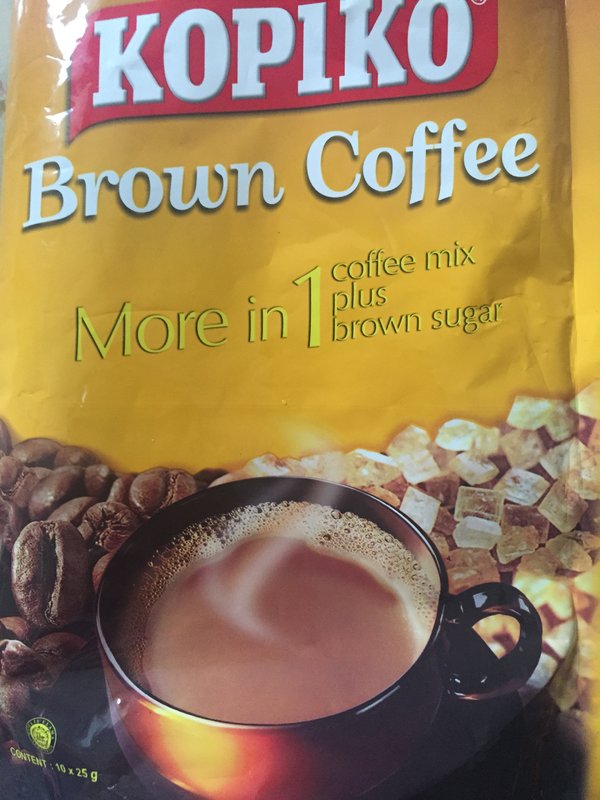 KOPIKO
Brown Coffee
More in 1
coffee mix
plus
brown sugar
CONTENT : 10 x 25 g